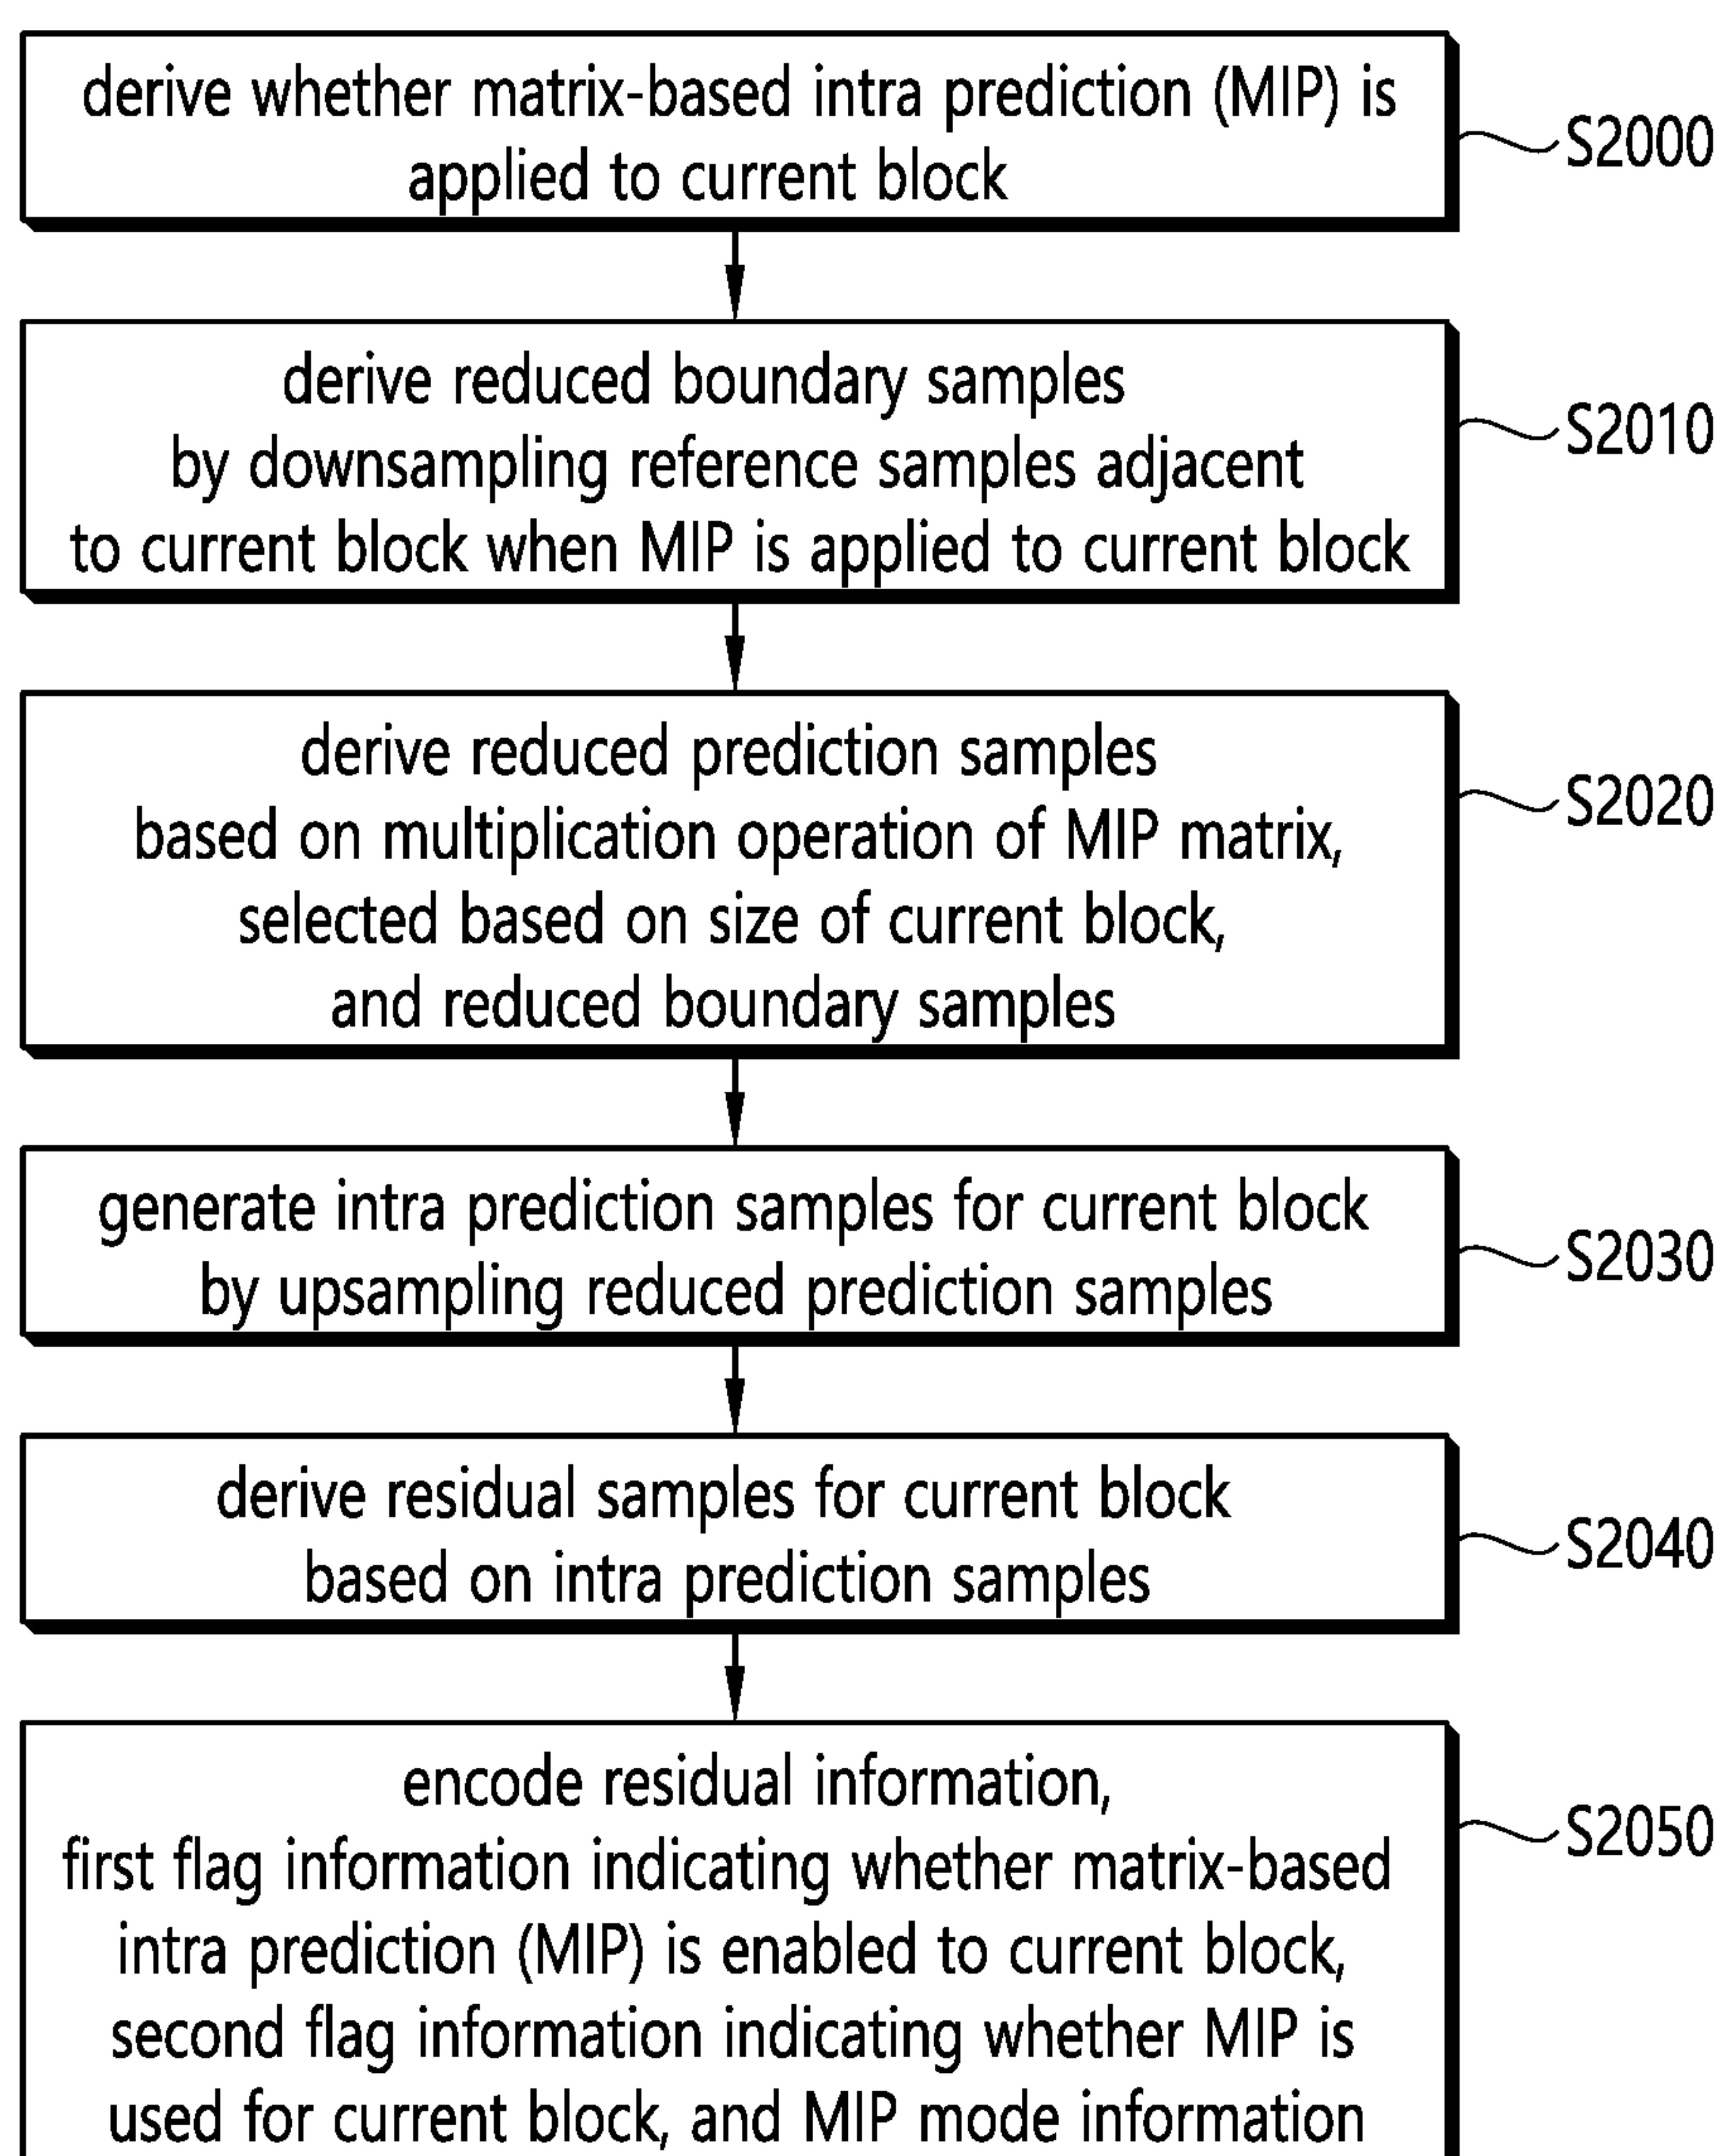 derive whether matrix-based intra prediction (MIP) is
applied to current block
S2000
derive reduced boundary samples
by downsampling reference samples adjacent
to current block when MIP is applied to current block
S2010
derive reduced prediction samples
based on multiplication operation of MIP matrix,
selected based on size of current block,
and reduced boundary samples
S2020
generate intra prediction samples for current block
by upsampling reduced prediction samples
S2030
derive residual samples for current block
based on intra prediction samples
S2040
encode residual information,
first flag information indicating whether matrix-based
intra prediction (MIP) is enabled to current block,
second flag information indicating whether MIP is
used for current block, and MIP mode information
S2050